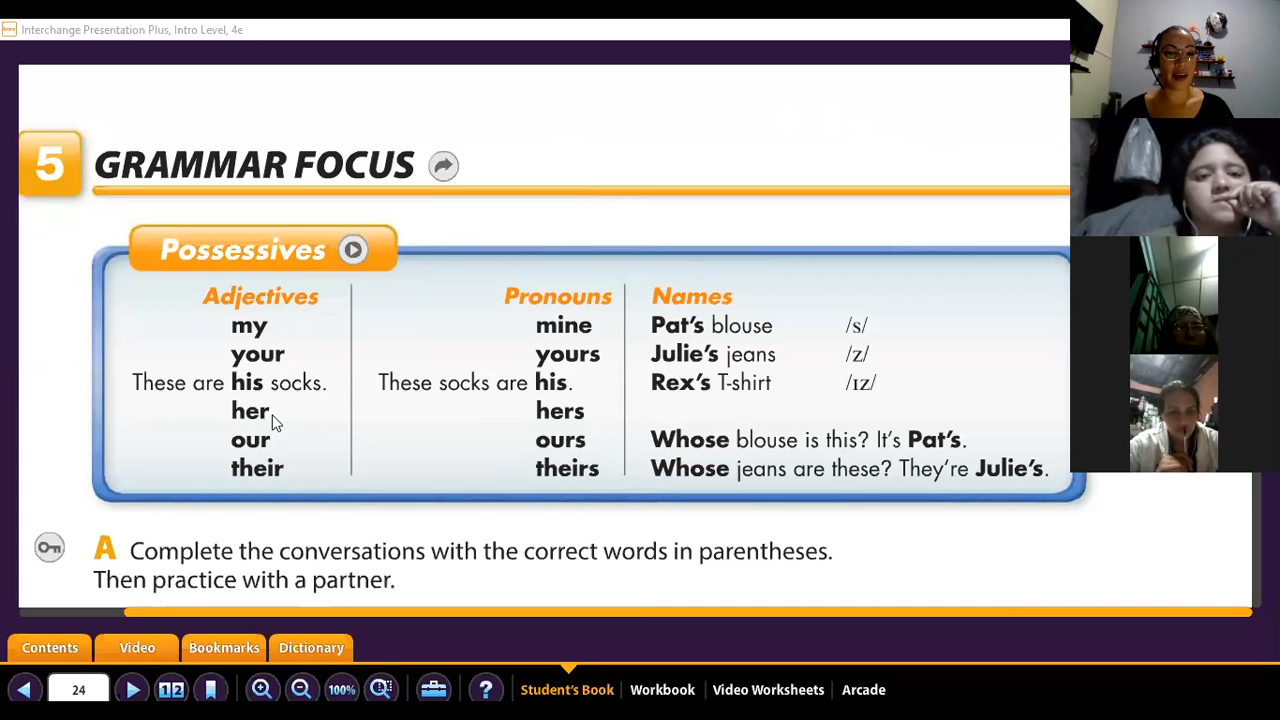 Interchange Presentation Plus, Intro Level, 4e
5 GRAMMAR FOCUS
Possessives
Adjectives
my
your
These are his socks.
her
our
their
Pronouns
mine
yours
These socks are his.
hers
ours
theirs
Names
Pat's blouse /s/
Julie's jeans /z/
Rex's T-shirt /ɪz/
Whose blouse is this? It's Pat's.
Whose jeans are these? They're Julie's.
A Complete the conversations with the correct words in parentheses.
Then practice with a partner.
Contents Video Bookmarks Dictionary
24 1 2 100% ? Student's Book Workbook Video Worksheets Arcade